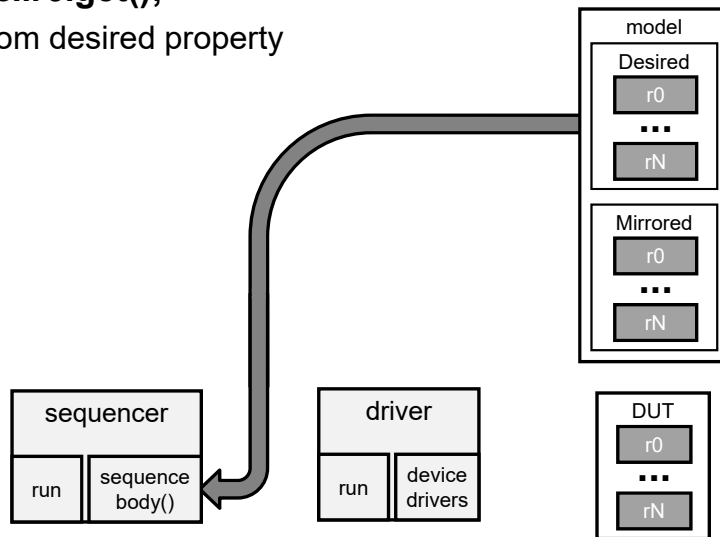 om desired property
model
Desired
r0
...
rN
Mirrored
r0
...
rN
sequencer
run
sequence
body()
driver
run
device
drivers
DUT
r0
...
rN